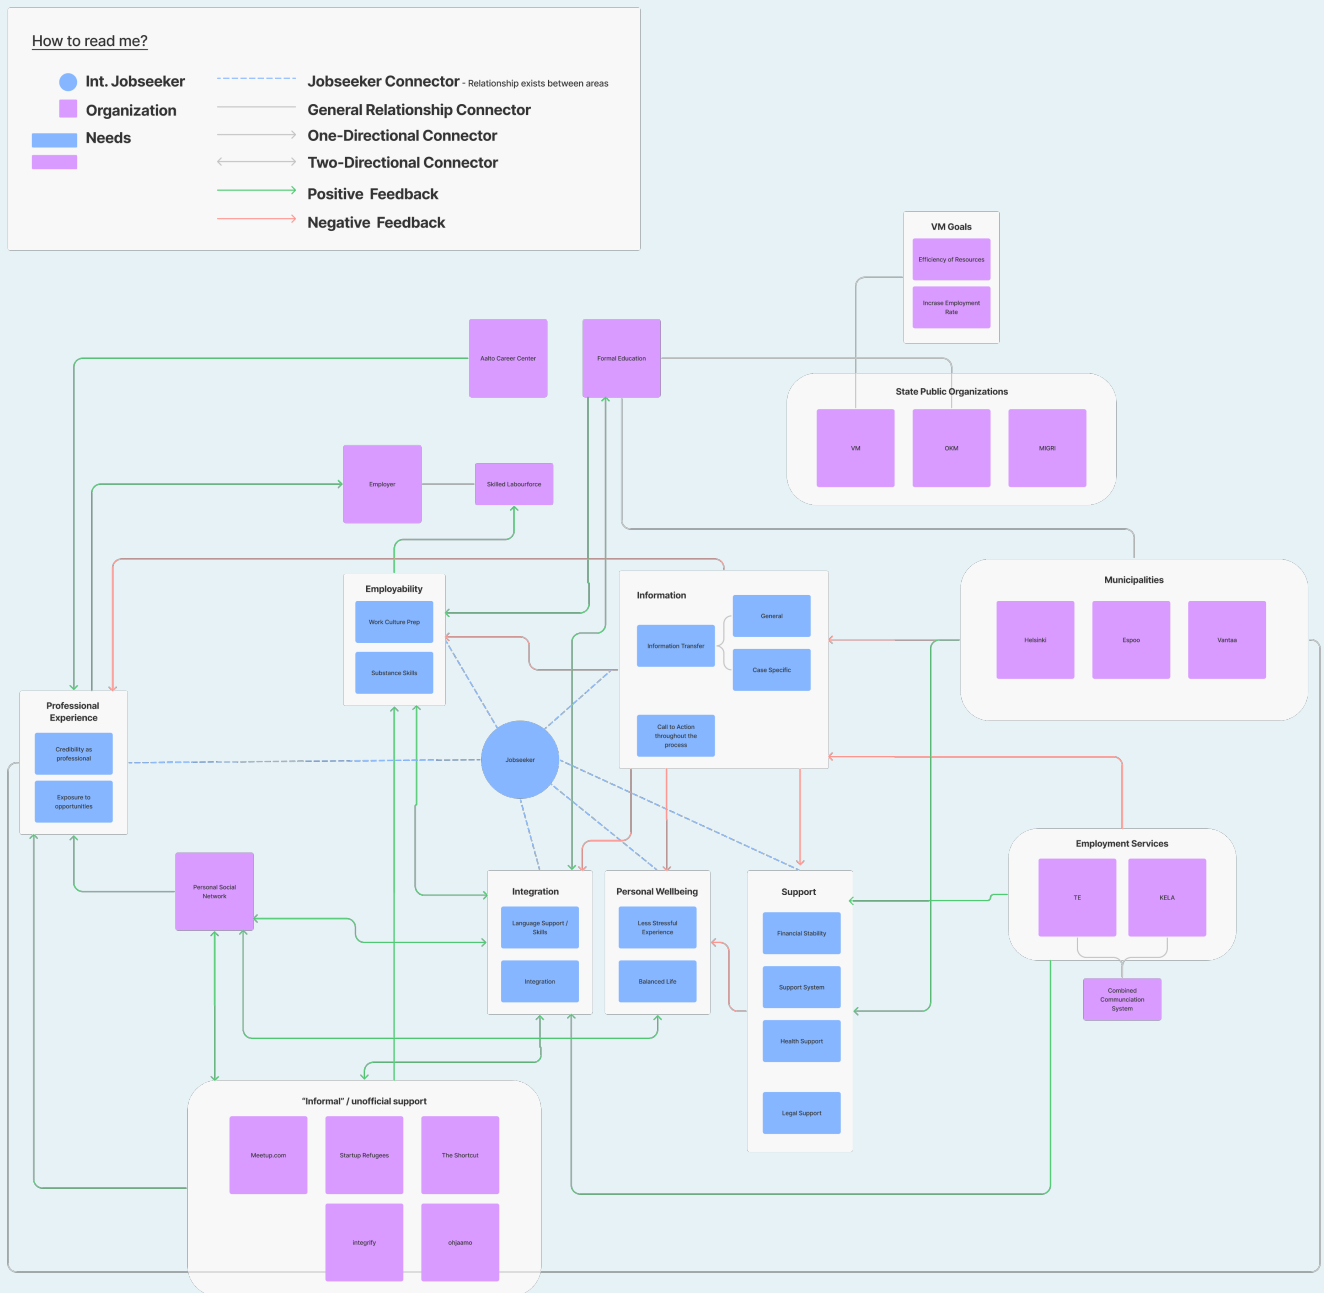 How to read me?
Int. Jobseeker
Organization
Needs
Jobseeker Connector - Relationship exists between areas
General Relationship Connector
One-Directional Connector
Two-Directional Connector
Positive Feedback
Negative Feedback
VM Goals
Efficiency of Resources
Incrase Employment
Rate
Aalto Career Center
Formal Education
State Public Organizations
VM
OKM
MIGRI
Employer
Skilled Labourforce
Employability
Work Culture Prep
Substance Skills
Information
General
Information Transfer
Case Specific
Call to Action
throughout the
process
Municipalities
Helsinki
Espoo
Vantaa
Professional
Experience
Credibility as
professional
Exposure to
opportunities
Jobseeker
Personal Social
Network
Integration
Language Support /
Skills
Integration
Personal Wellbeing
Less Stressful
Experience
Balanced Life
Support
Financial Stability
Support System
Health Support
Legal Support
Employment Services
TE
KELA
Combined
Communciation
System
"Informal" / unofficial support
Meetup.com
Startup Refugees
The Shortcut
integrify
ohjaamo